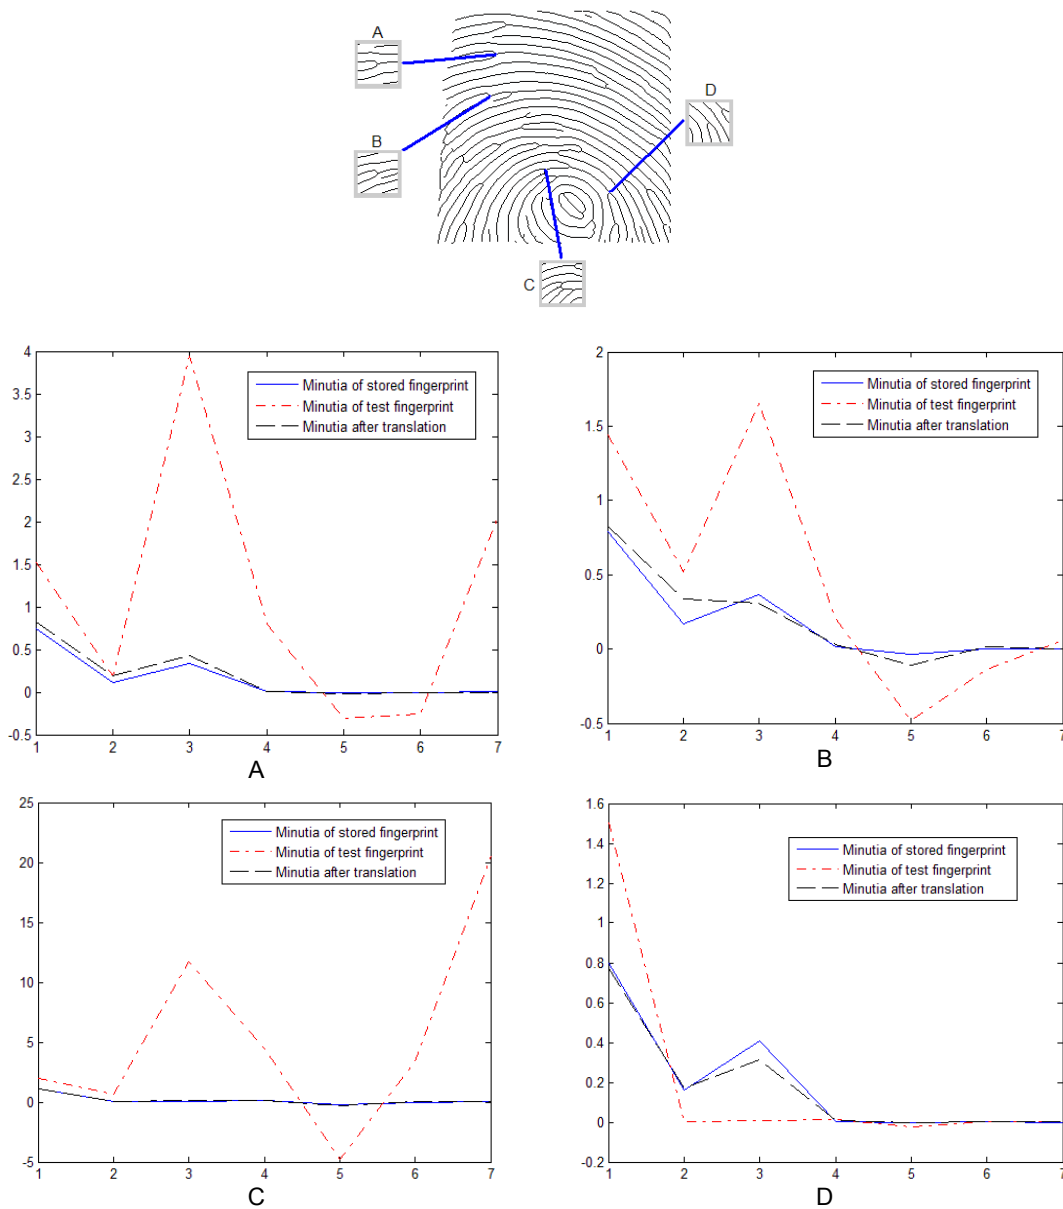 A
B
C
D
4
3.5
3
2.5
2
1.5
1
0.5
0
-0.5
1 2 3 4 5 6 7
Minutia of stored fingerprint
Minutia of test fingerprint
Minutia after translation
A
2
1.5
1
0.5
0
-0.5
1 2 3 4 5 6 7
Minutia of stored fingerprint
Minutia of test fingerprint
Minutia after translation
B
25
20
15
10
5
0
-5
1 2 3 4 5 6 7
Minutia of stored fingerprint
Minutia of test fingerprint
Minutia after translation
C
1.6
1.4
1.2
1
0.8
0.6
0.4
0.2
0
-0.2
1 2 3 4 5 6 7
Minutia of stored fingerprint
Minutia of test fingerprint
Minutia after translation
D